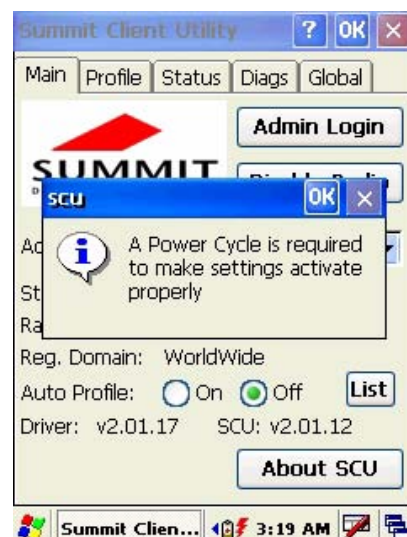 Summit Client Utility ? OK ×
Main Profile Status Diags Global
Admin Login
SUMMIT
SCU OK ×
A Power Cycle is required
to make settings activate
properly
Reg. Domain: WorldWide
Auto Profile: On Off List
Driver: v2.01.17 SCU: v2.01.12
About SCU
Summit Clien... 3:19 AM